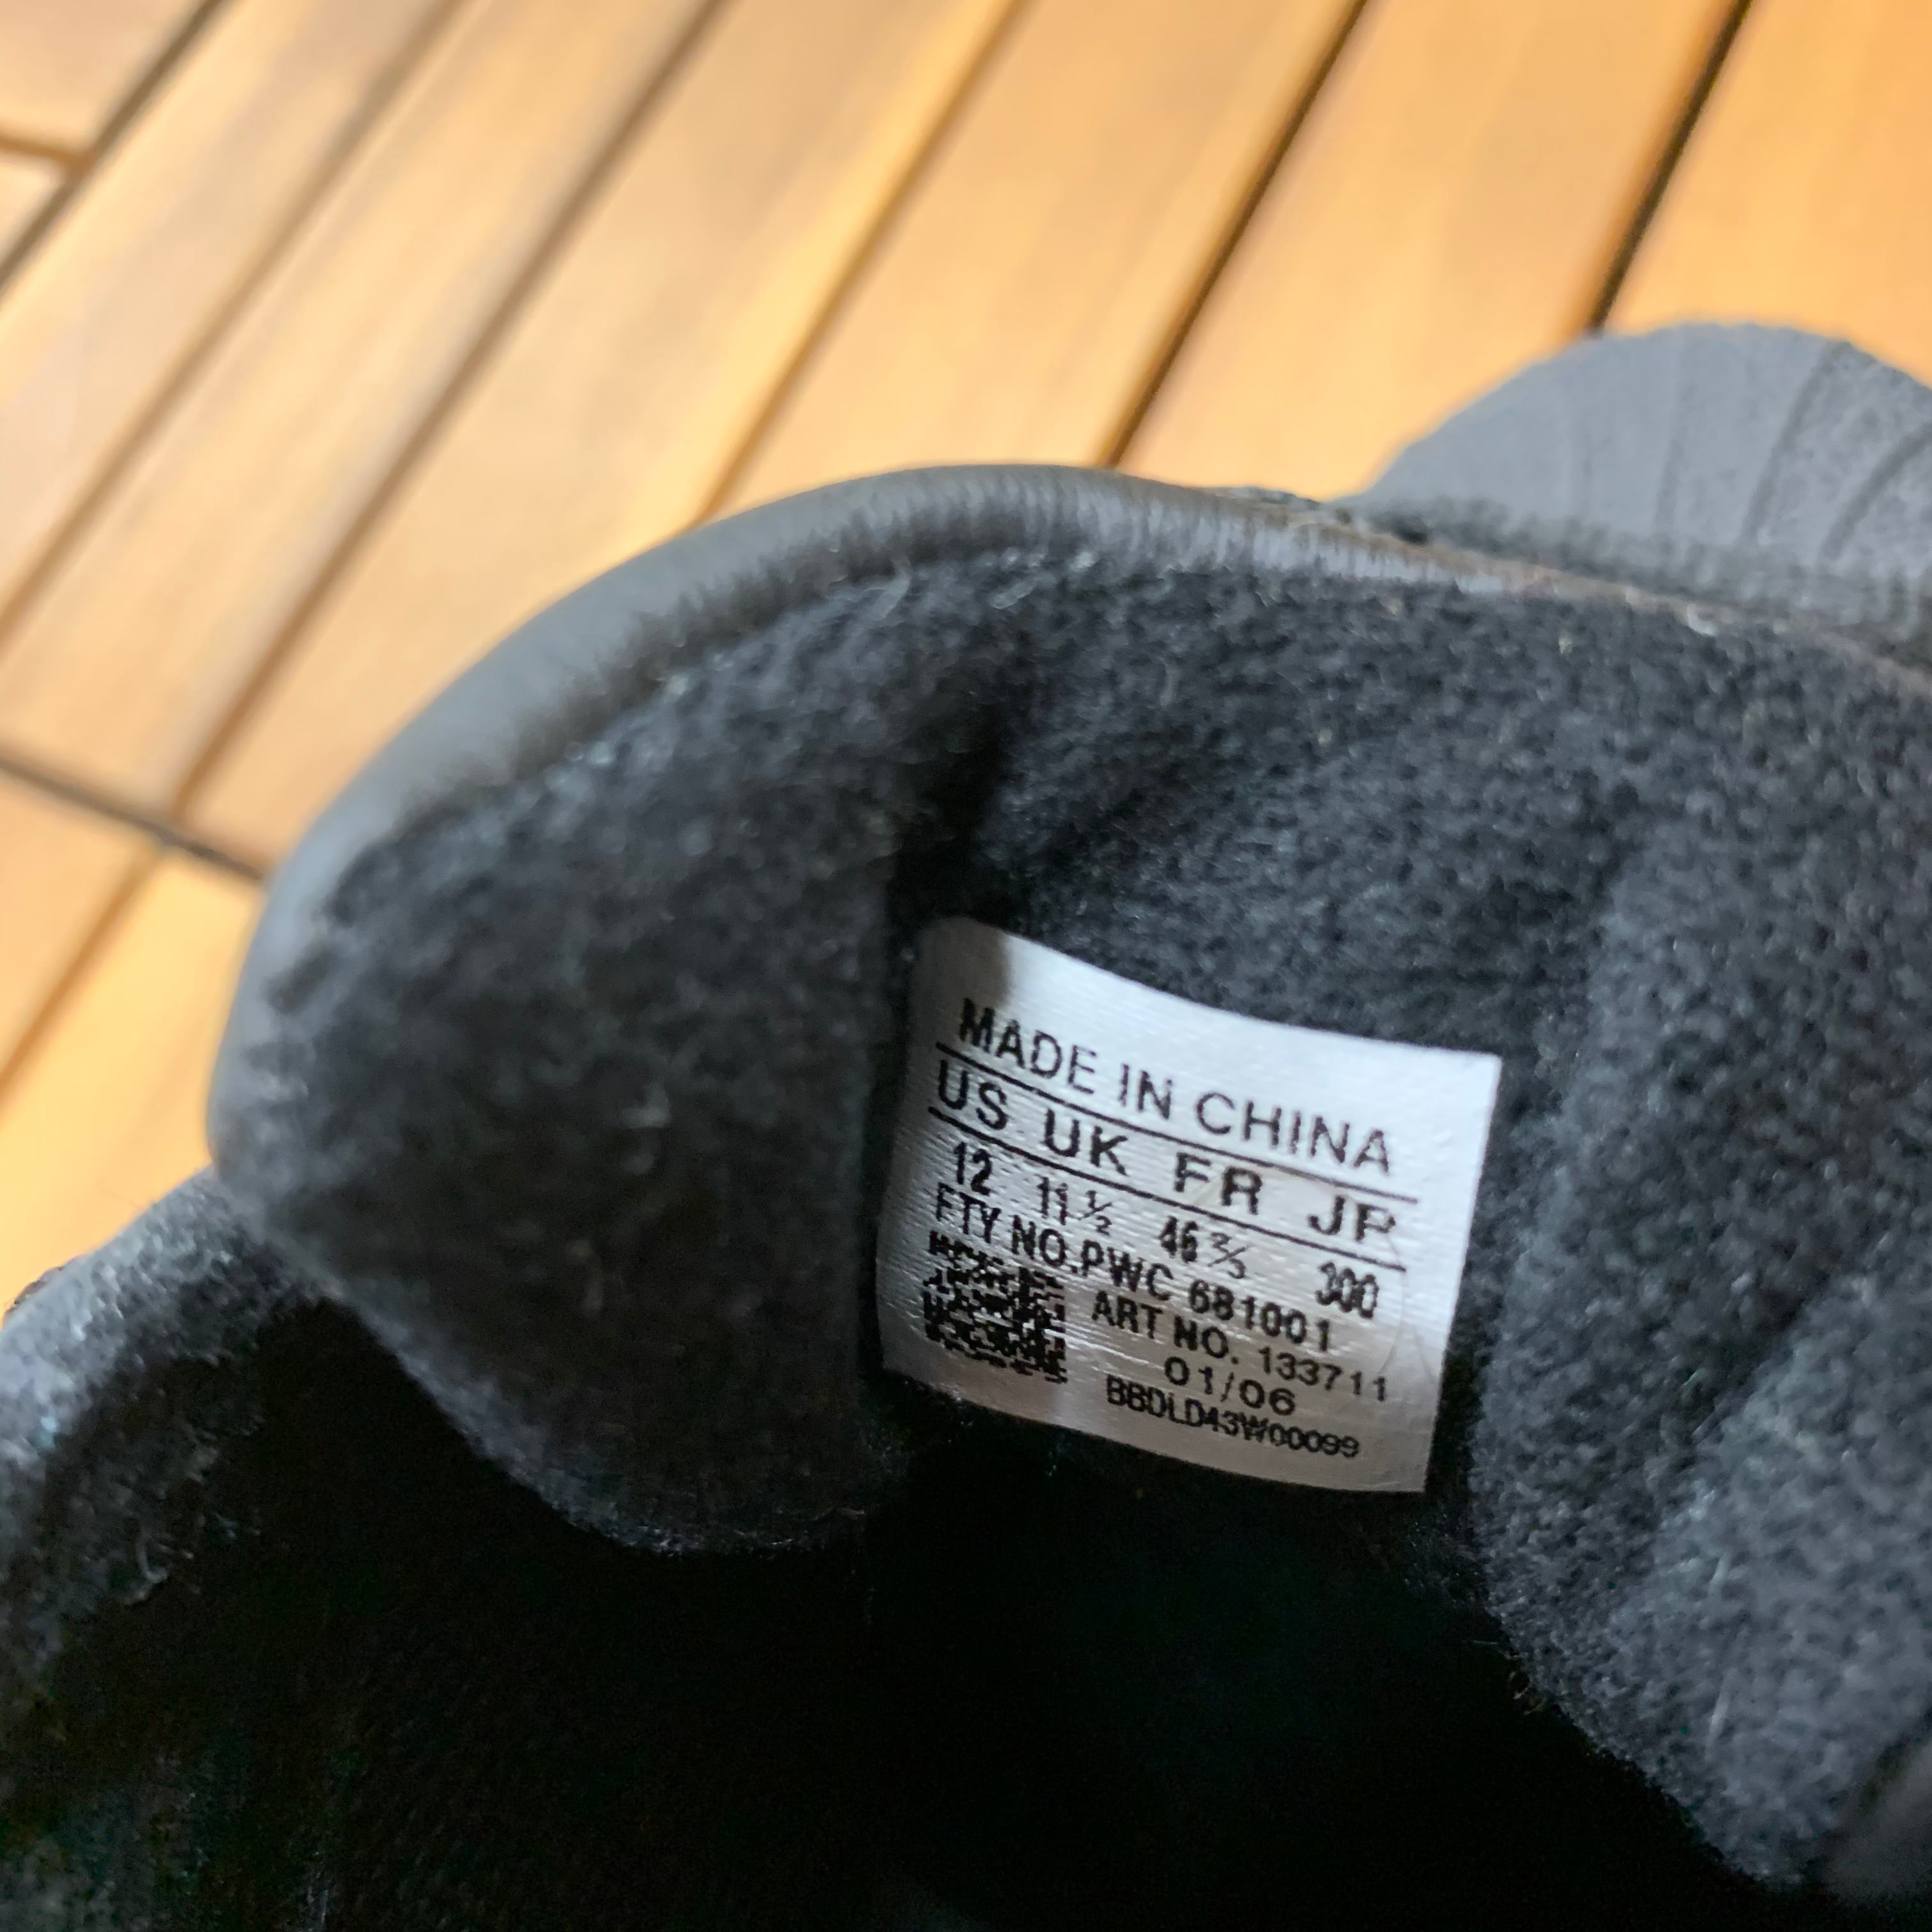 MADE IN CHINA
US UK FR JP
12 11½ 46⅔ 300
FTY NO.PWC 681001
ART NO. 133711
01/06
BBDLD43W00099